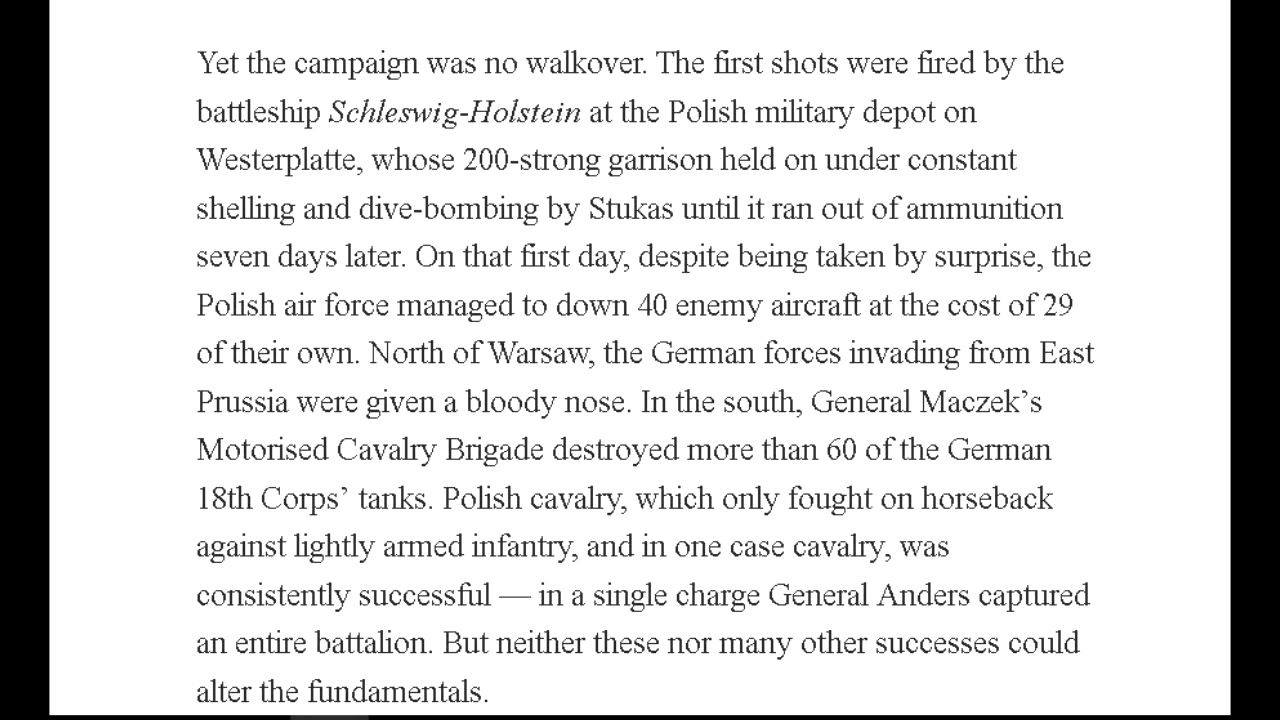 Yet the campaign was no walkover. The first shots were fired by the
battleship Schleswig-Holstein at the Polish military depot on
Westerplatte, whose 200-strong garrison held on under constant
shelling and dive-bombing by Stukas until it ran out of ammunition
seven days later. On that first day, despite being taken by surprise, the
Polish air force managed to down 40 enemy aircraft at the cost of 29
of their own. North of Warsaw, the German forces invading from East
Prussia were given a bloody nose. In the south, General Maczek’s
Motorised Cavalry Brigade destroyed more than 60 of the German
18th Corps’ tanks. Polish cavalry, which only fought on horseback
against lightly armed infantry, and in one case cavalry, was
consistently successful — in a single charge General Anders captured
an entire battalion. But neither these nor many other successes could
alter the fundamentals.